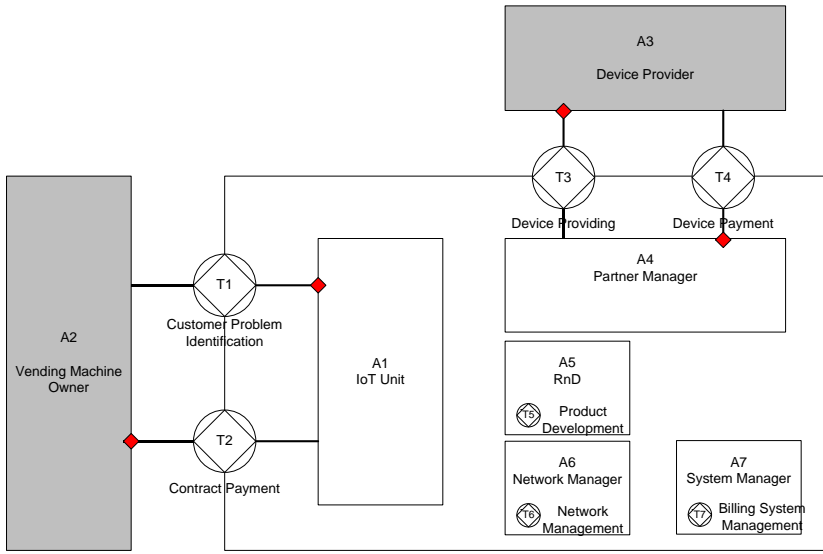 A3
Device Provider
T3
T4
Device Providing
Device Payment
A4
Partner Manager
A2
Vending Machine
Owner
T1
Customer Problem
Identification
A1
IoT Unit
T2
Contract Payment
A5
RnD
T5
Product
Development
A6
Network Manager
T6
Network
Management
A7
System Manager
T7
Billing System
Management